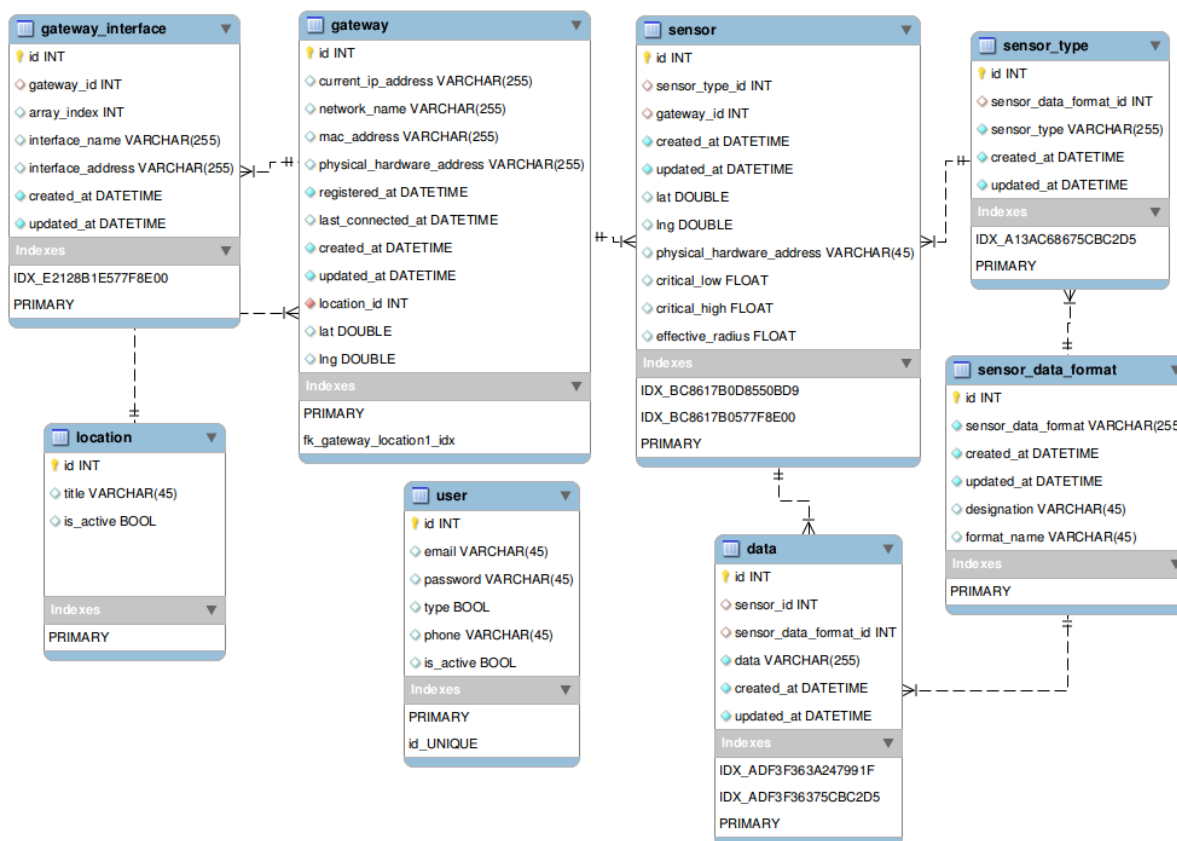 gateway_interface
id INT
gateway_id INT
array_index INT
interface_name VARCHAR(255)
interface_address VARCHAR(255)
created_at DATETIME
updated_at DATETIME
Indexes
IDX_E2128B1E577F8E00
PRIMARY
gateway
id INT
current_ip_address VARCHAR(255)
network_name VARCHAR(255)
mac_address VARCHAR(255)
physical_hardware_address VARCHAR(255)
registered_at DATETIME
last_connected_at DATETIME
created_at DATETIME
updated_at DATETIME
location_id INT
lat DOUBLE
lng DOUBLE
Indexes
PRIMARY
fk_gateway_location1_idx
sensor
id INT
sensor_type_id INT
gateway_id INT
created_at DATETIME
updated_at DATETIME
lat DOUBLE
lng DOUBLE
physical_hardware_address VARCHAR(45)
critical_low FLOAT
critical_high FLOAT
effective_radius FLOAT
Indexes
IDX_BC8617B0D8550BD9
IDX_BC8617B0577F8E00
PRIMARY
sensor_type
id INT
sensor_data_format_id INT
sensor_type VARCHAR(255)
created_at DATETIME
updated_at DATETIME
Indexes
IDX_A13AC68675CBC2D5
PRIMARY
location
id INT
title VARCHAR(45)
is_active BOOL
Indexes
PRIMARY
user
id INT
email VARCHAR(45)
password VARCHAR(45)
type BOOL
phone VARCHAR(45)
is_active BOOL
Indexes
PRIMARY
id_UNIQUE
data
id INT
sensor_id INT
sensor_data_format_id INT
data VARCHAR(255)
created_at DATETIME
updated_at DATETIME
Indexes
IDX_ADF3F363A247991F
IDX_ADF3F36375CBC2D5
PRIMARY
sensor_data_format
id INT
sensor_data_format VARCHAR(255
created_at DATETIME
updated_at DATETIME
designation VARCHAR(45)
format_name VARCHAR(45)
Indexes
PRIMARY